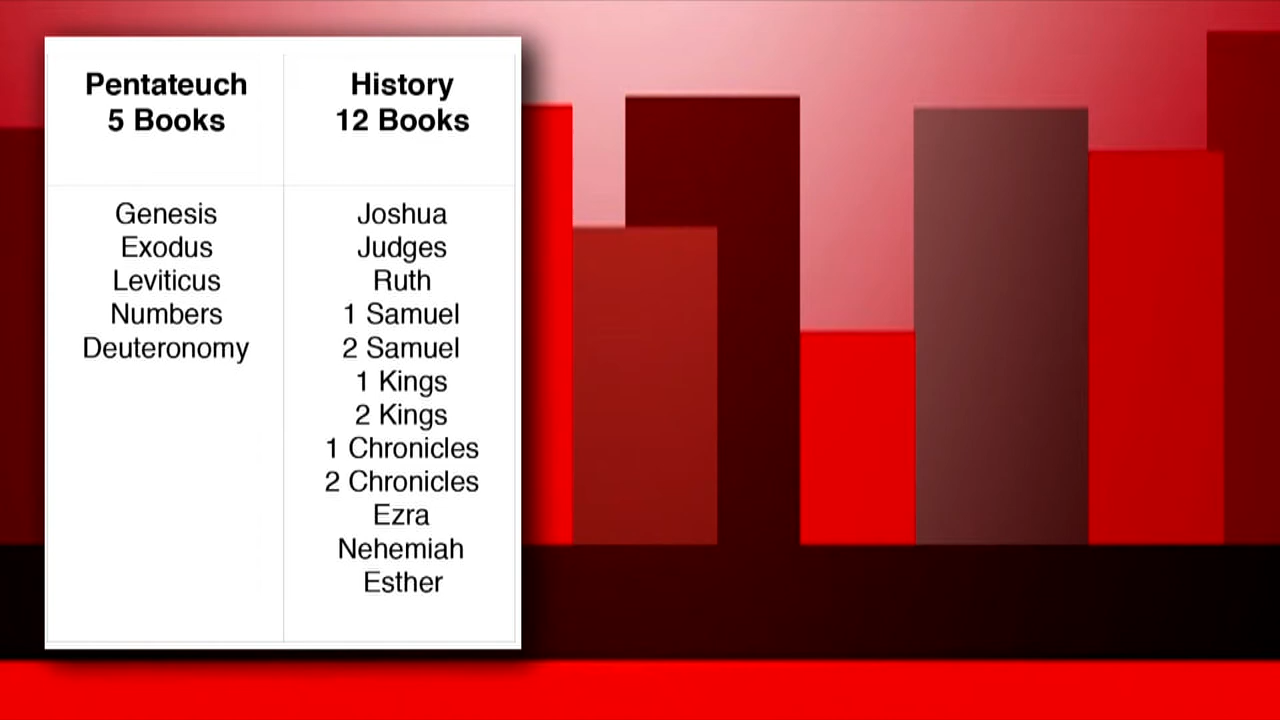 Pentateuch
5 Books
Genesis
Exodus
Leviticus
Numbers
Deuteronomy
History
12 Books
Joshua
Judges
Ruth
1 Samuel
2 Samuel
1 Kings
2 Kings
1 Chronicles
2 Chronicles
Ezra
Nehemiah
Esther